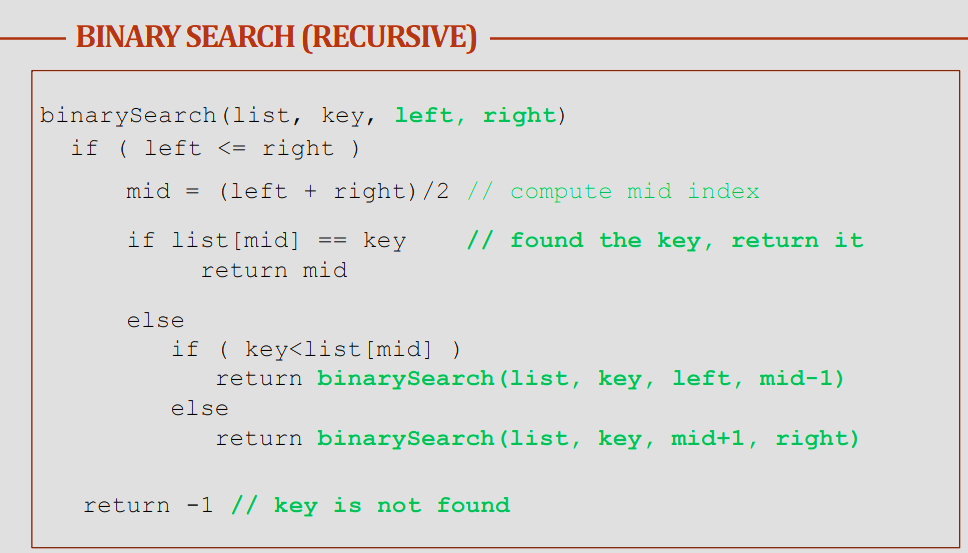 BINARY SEARCH (RECURSIVE)
binarySearch(list, key, left, right)
if ( left <= right )
mid = (left + right)/2 // compute mid index
if list[mid] == key // found the key, return it
return mid
else
if ( key<list[mid] )
return binarySearch(list, key, left, mid-1)
else
return binarySearch(list, key, mid+1, right)
return -1 // key is not found